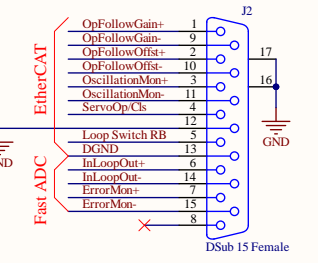 J2
OpFollowGain+ 1
OpFollowGain- 9
OpFollowOffst+ 2
OpFollowOffst- 10
OscillationMon+ 3
OscillationMon- 11
ServoOp/Cls 4
12
Loop Switch RB 5
DGND 13
InLoopOut+ 6
InLoopOut- 14
ErrorMon+ 7
ErrorMon- 15
8
17
16
GND
EtherCAT
Fast ADC
ND
DSub 15 Female